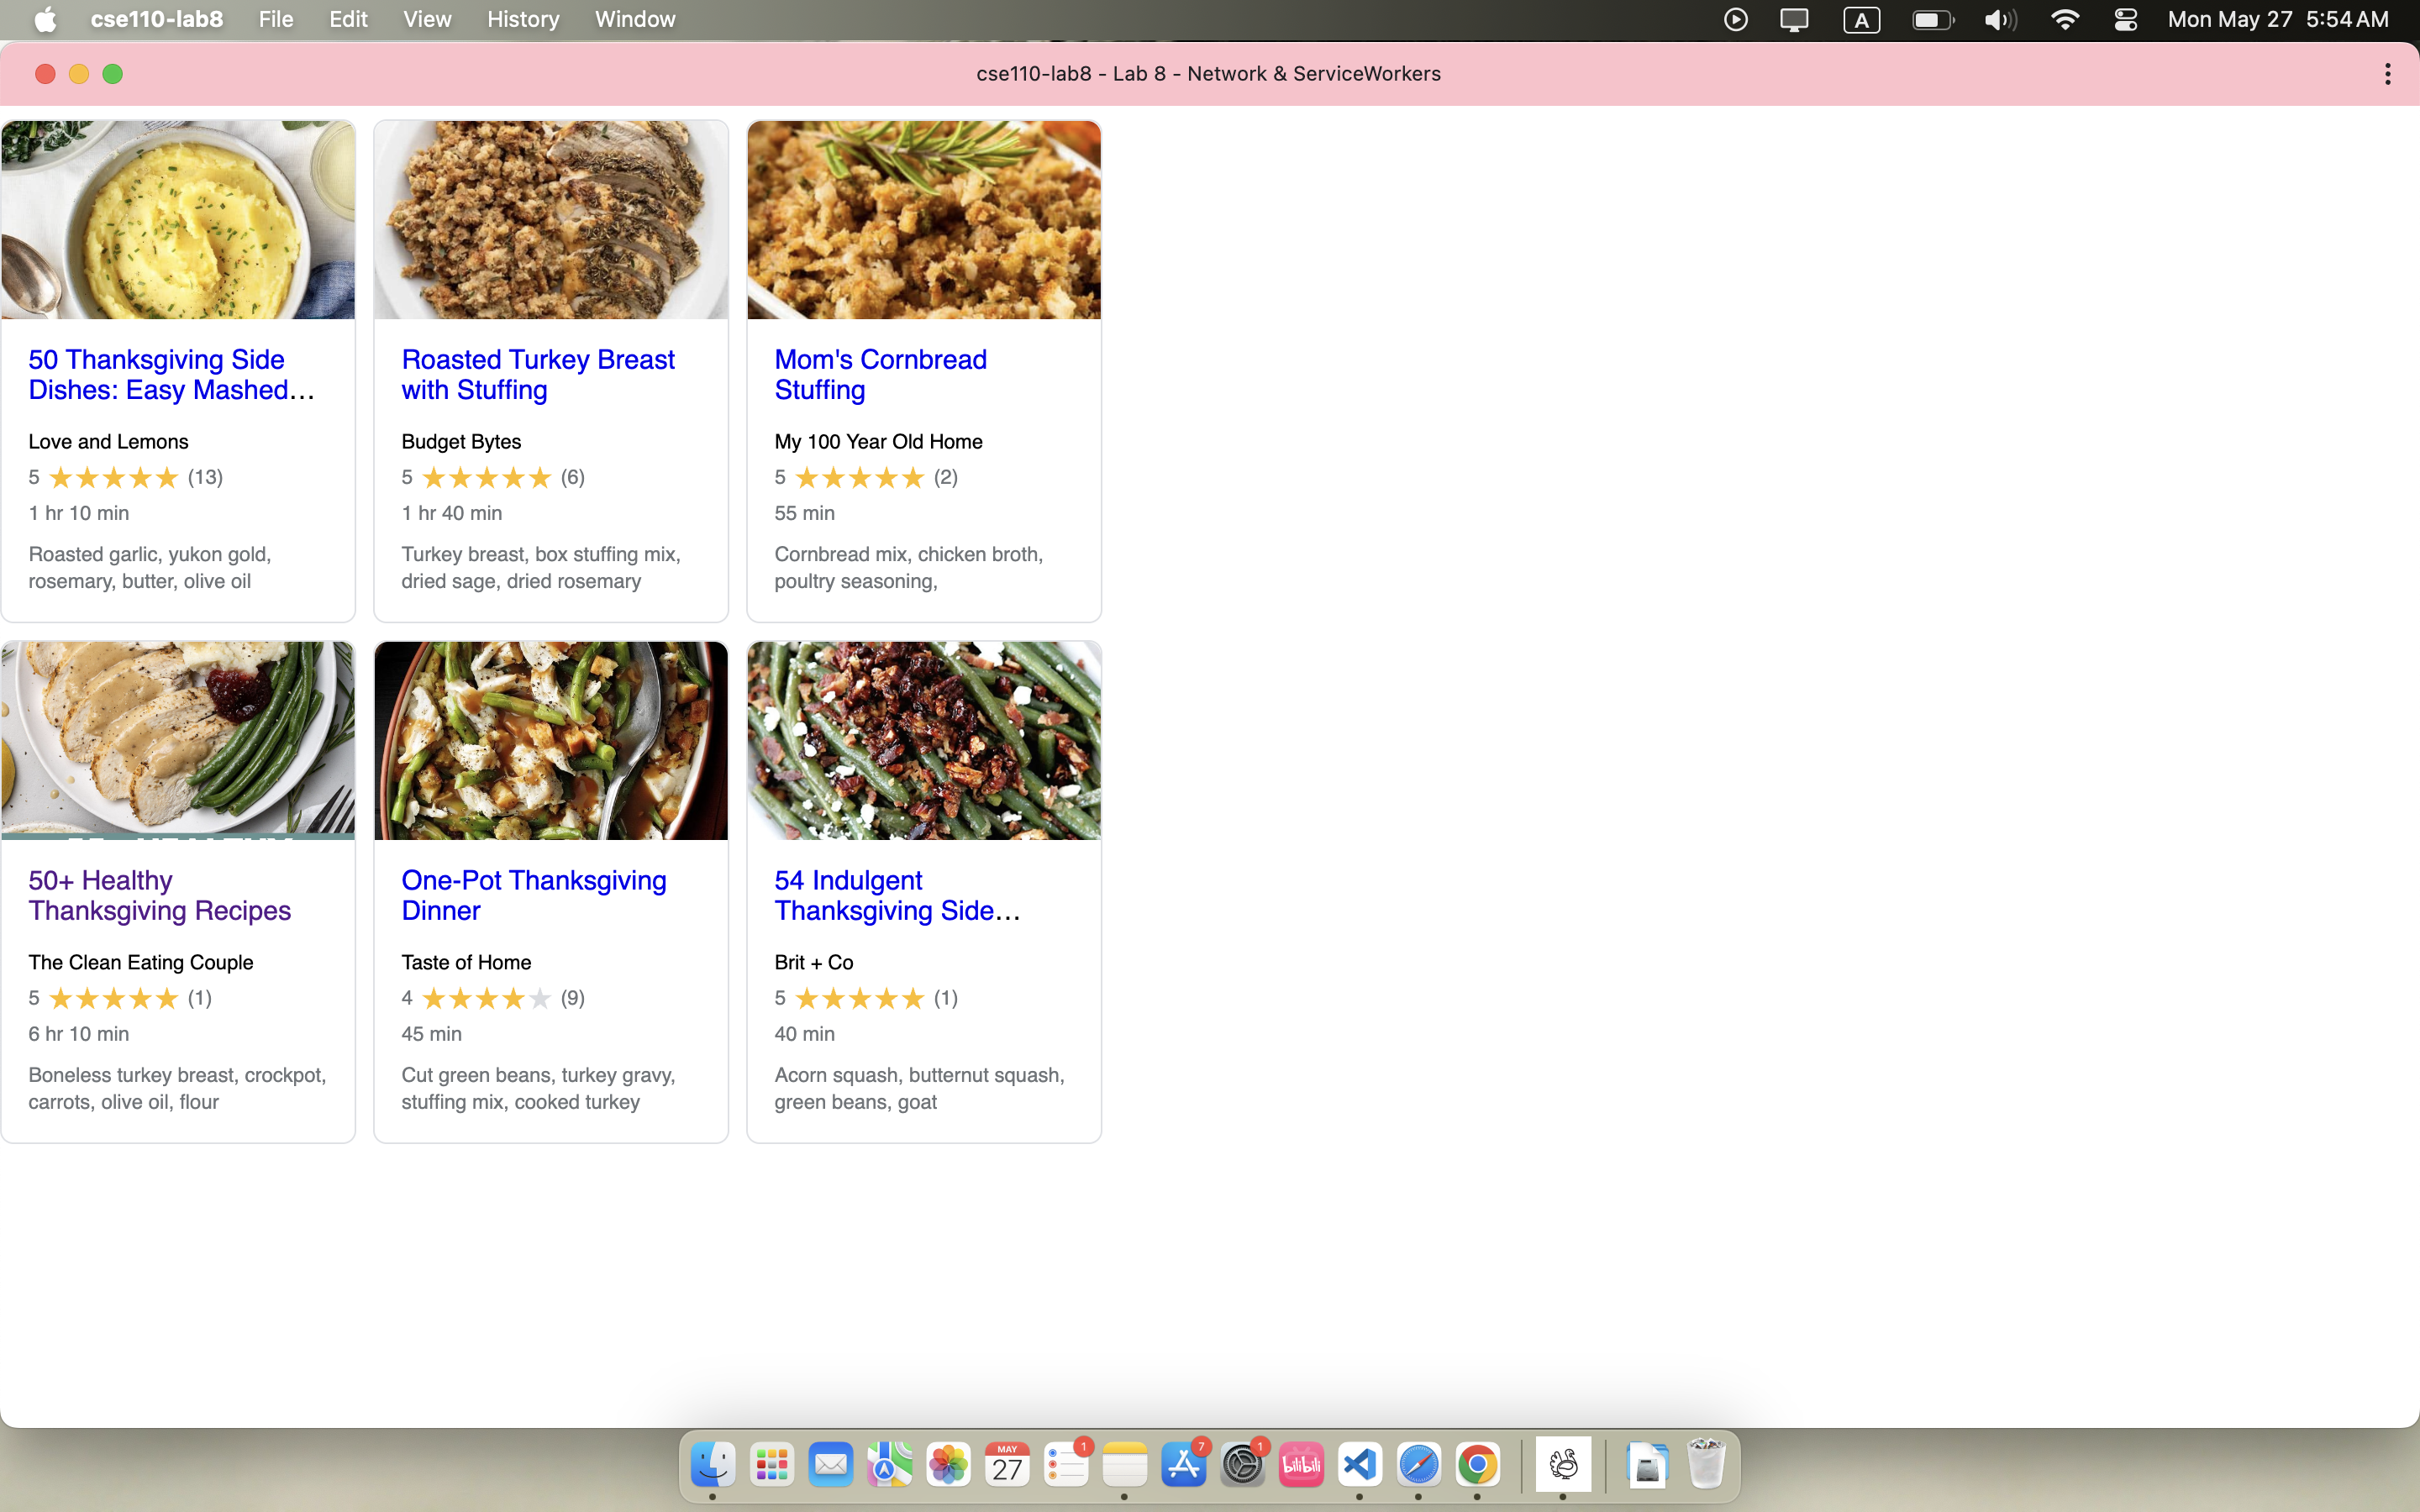 cse110-lab8 File Edit View History Window A Mon May 27 5:54 AM
cse110-lab8 - Lab 8 - Network & ServiceWorkers
50 Thanksgiving Side
Dishes: Easy Mashed…
Love and Lemons
5 ★★★★★ (13)
1 hr 10 min
Roasted garlic, yukon gold,
rosemary, butter, olive oil
Roasted Turkey Breast
with Stuffing
Budget Bytes
5 ★★★★★ (6)
1 hr 40 min
Turkey breast, box stuffing mix,
dried sage, dried rosemary
Mom's Cornbread
Stuffing
My 100 Year Old Home
5 ★★★★★ (2)
55 min
Cornbread mix, chicken broth,
poultry seasoning,
50+ Healthy
Thanksgiving Recipes
The Clean Eating Couple
5 ★★★★★ (1)
6 hr 10 min
Boneless turkey breast, crockpot,
carrots, olive oil, flour
One-Pot Thanksgiving
Dinner
Taste of Home
4 ★★★★★ (9)
45 min
Cut green beans, turkey gravy,
stuffing mix, cooked turkey
54 Indulgent
Thanksgiving Side…
Brit + Co
5 ★★★★★ (1)
40 min
Acorn squash, butternut squash,
green beans, goat
MAY
27
1
7
1
bilibili